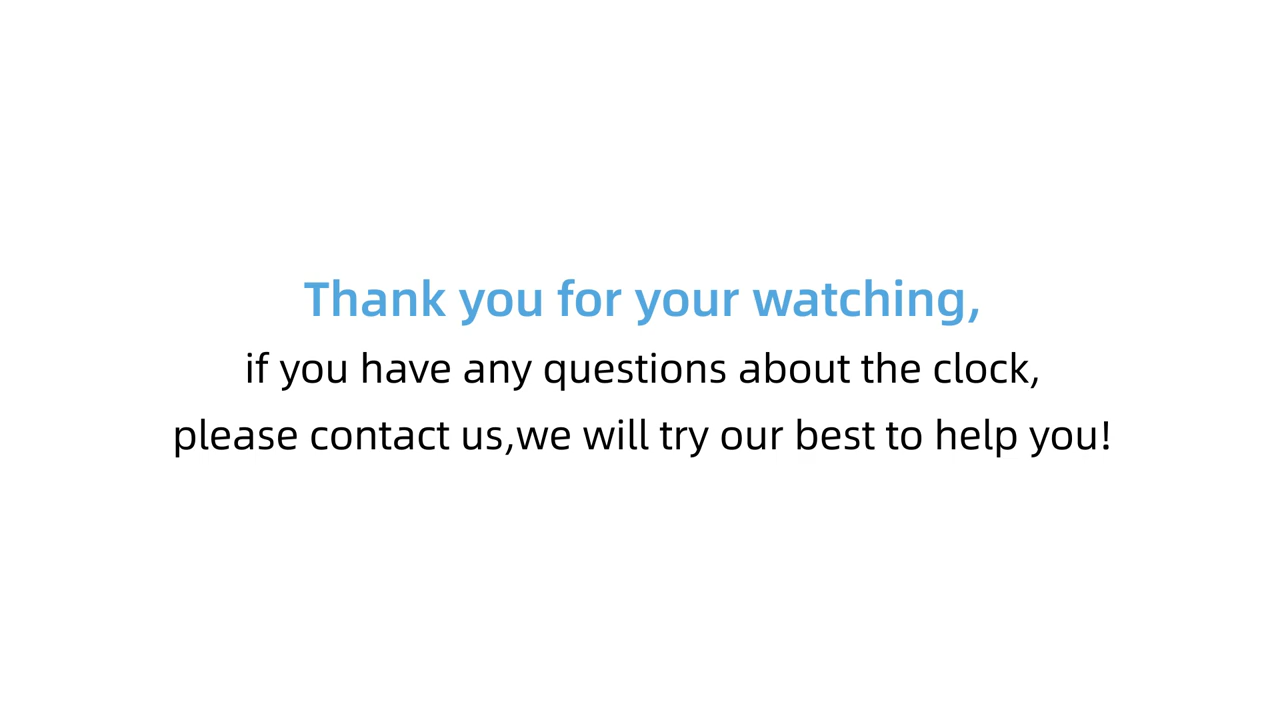 Thank you for your watching,
if you have any questions about the clock,
please contact us,we will try our best to help you!